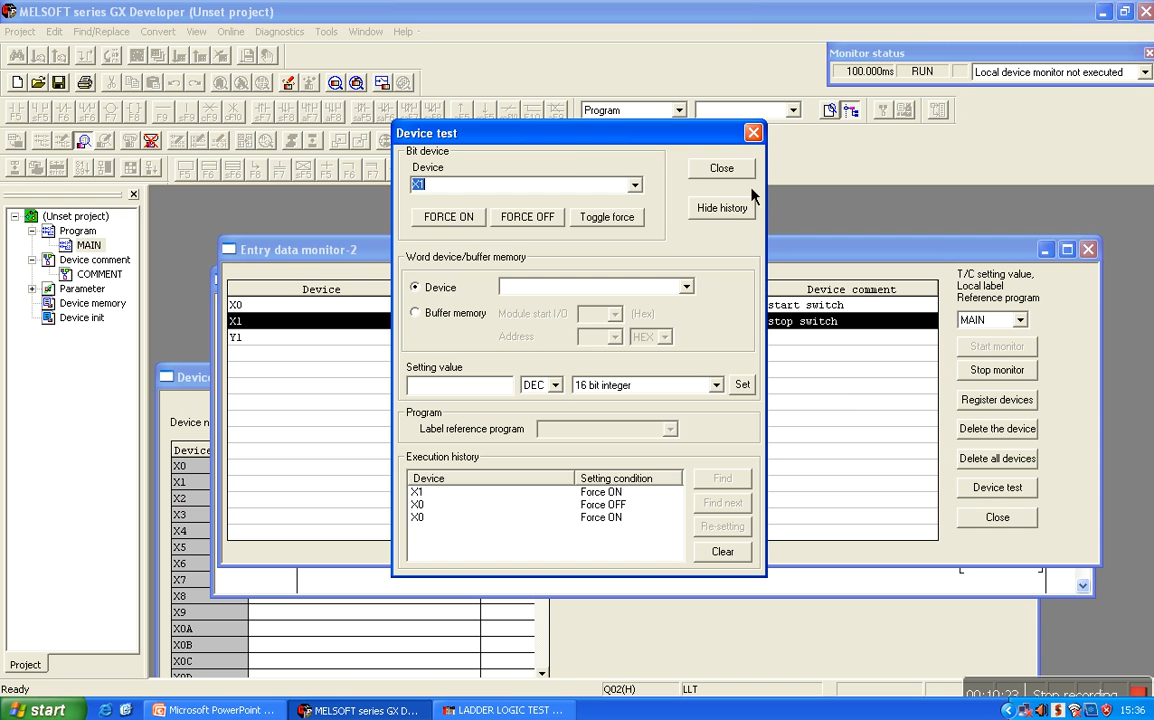 MELSOFT series GX Developer (Unset project)
Project Edit Find/Replace Convert View Online Diagnostics Tools Window Help
Monitor status
100.000ms RUN Local device monitor not executed
Program
Device test
Bit device
Device
X1
FORCE ON FORCE OFF Toggle force
Close
Hide history
Word device/buffer memory
Device
Buffer memory Module start I/O (Hex)
Address HEX
Setting value
DEC 16 bit integer Set
Program
Label reference program
Execution history
Device Setting condition
X1 Force ON
X0 Force OFF
X0 Force ON
Find
Find next
Re-setting
Clear
(Unset project)
Program
MAIN
Device comment
COMMENT
Parameter
Device memory
Device init
Project
Entry data monitor-2
Device Device comment
X0 start switch
X1 stop switch
Y1
T/C setting value,
Local label
Reference program
MAIN
Start monitor
Stop monitor
Register devices
Delete the device
Delete all devices
Device test
Close
Device n
Device
X0
X1
X2
X3
X4
X5
X6
X7
X8
X9
X0A
X0B
X0C
Ready Q02(H) LLT
00:10:23 Stop recording
start Microsoft PowerPoint ... MELSOFT series GX D... LADDER LOGIC TEST ... 15:36